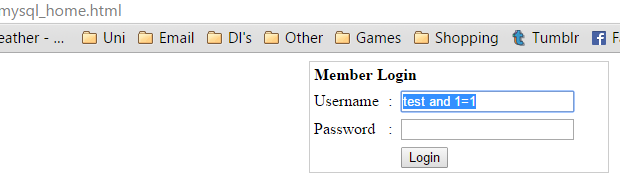 mysql_home.html
eather - ... Uni Email DI's Other Games Shopping Tumblr
Member Login
Username : test and 1=1
Password :
Login